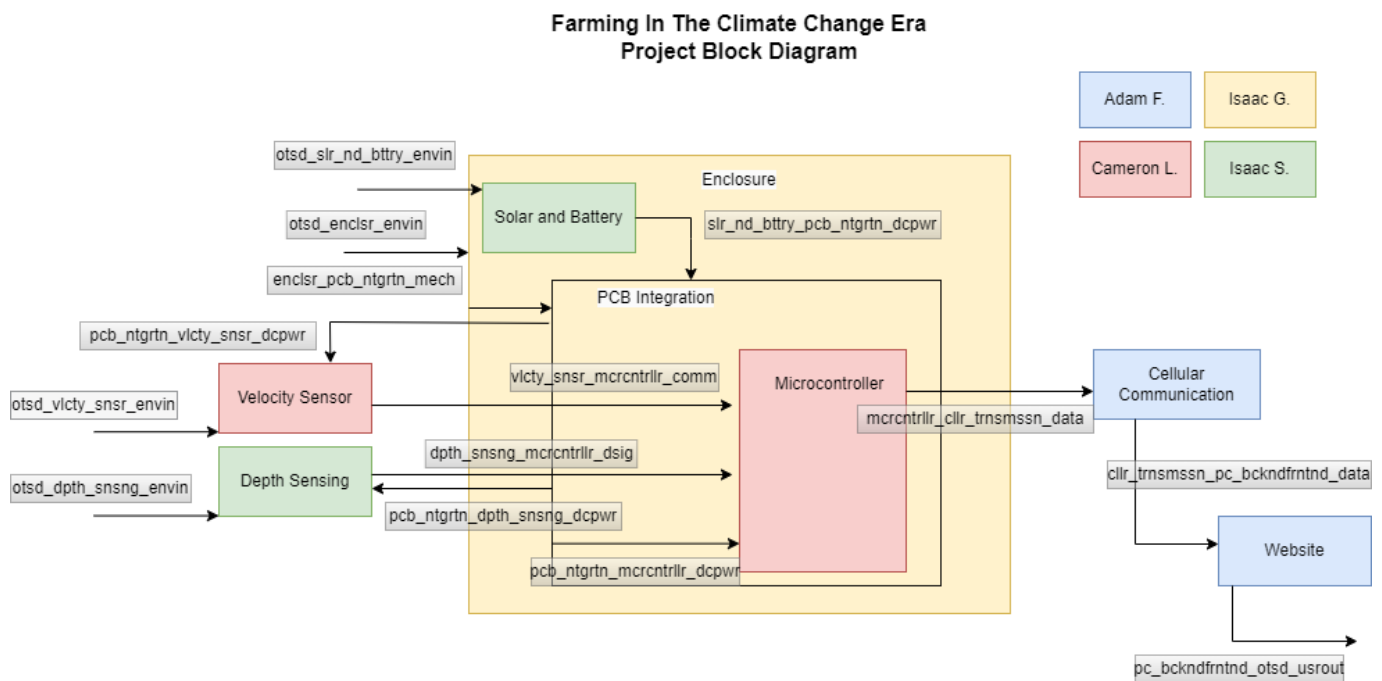 Farming In The Climate Change Era
Project Block Diagram
Adam F.
Isaac G.
Cameron L.
Isaac S.
otsd_slr_nd_bttry_envin
Enclosure
Solar and Battery
slr_nd_bttry_pcb_ntgrtn_dcpwr
otsd_enclsr_envin
enclsr_pcb_ntgrtn_mech
PCB Integration
pcb_ntgrtn_vlcty_snsr_dcpwr
vlcty_snsr_mcrcntrllr_comm
Microcontroller
Cellular
Communication
Velocity Sensor
otsd_vlcty_snsr_envin
mcrcntrllr_cllr_trnsmssn_data
dpth_snsng_mcrcntrllr_dsig
cllr_trnsmssn_pc_bckndfrntnd_data
Depth Sensing
otsd_dpth_snsng_envin
pcb_ntgrtn_dpth_snsng_dcpwr
Website
pcb_ntgrtn_mcrcntrllr_dcpwr
pc_bckndfrntnd_otsd_usrout